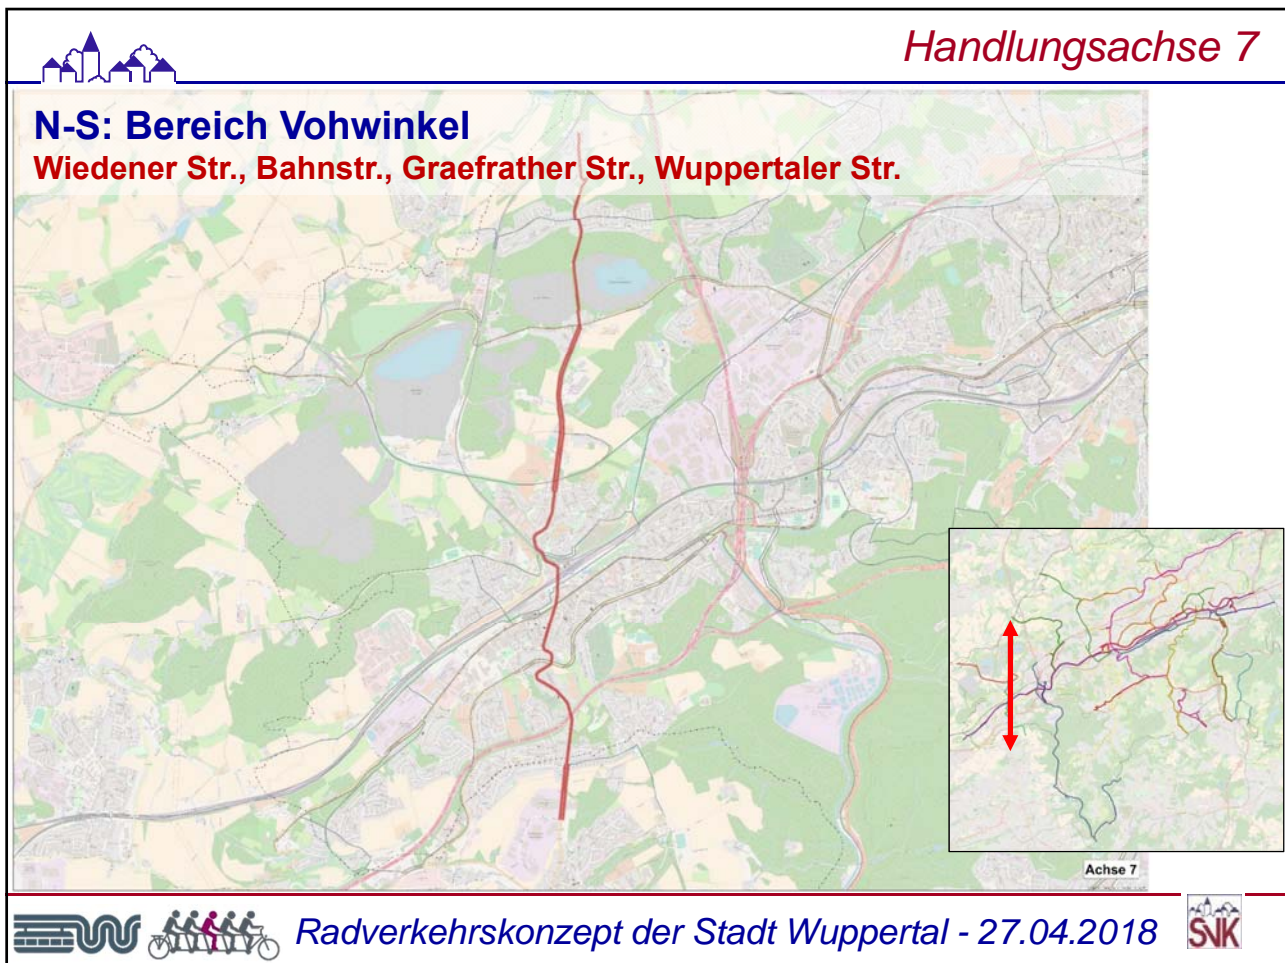 Handlungsachse 7
N-S: Bereich Vohwinkel
Wiedener Str., Bahnstr., Graefrather Str., Wuppertaler Str.
Achse 7
Radverkehrskonzept der Stadt Wuppertal - 27.04.2018
SVK